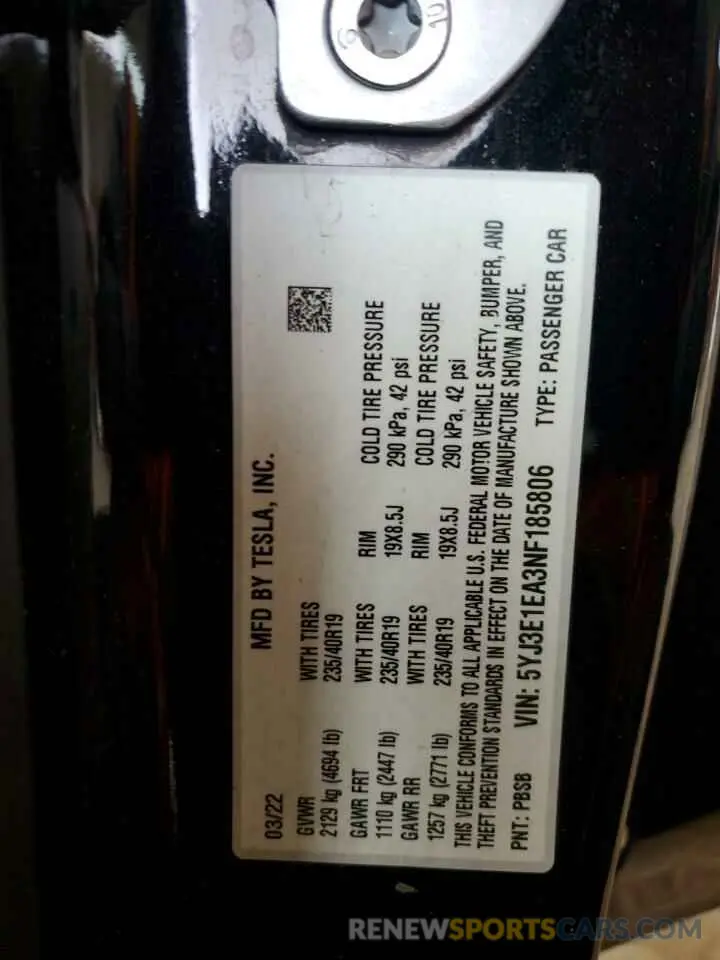 10
9
03/22 MFD BY TESLA, INC.
GVWR WITH TIRES
2129 kg (4694 lb) 235/40R19
GAWR FRT WITH TIRES RIM COLD TIRE PRESSURE
1110 kg (2447 lb) 235/40R19 19X8.5J 290 kPa, 42 psi
GAWR RR WITH TIRES RIM COLD TIRE PRESSURE
1257 kg (2771 lb) 235/40R19 19X8.5J 290 kPa, 42 psi
THIS VEHICLE CONFORMS TO ALL APPLICABLE U.S. FEDERAL MOTOR VEHICLE SAFETY, BUMPER, AND
THEFT PREVENTION STANDARDS IN EFFECT ON THE DATE OF MANUFACTURE SHOWN ABOVE.
PNT: PBSB VIN: 5YJ3E1EA3NF185806 TYPE: PASSENGER CAR
RENEWSPORTSCARS.COM